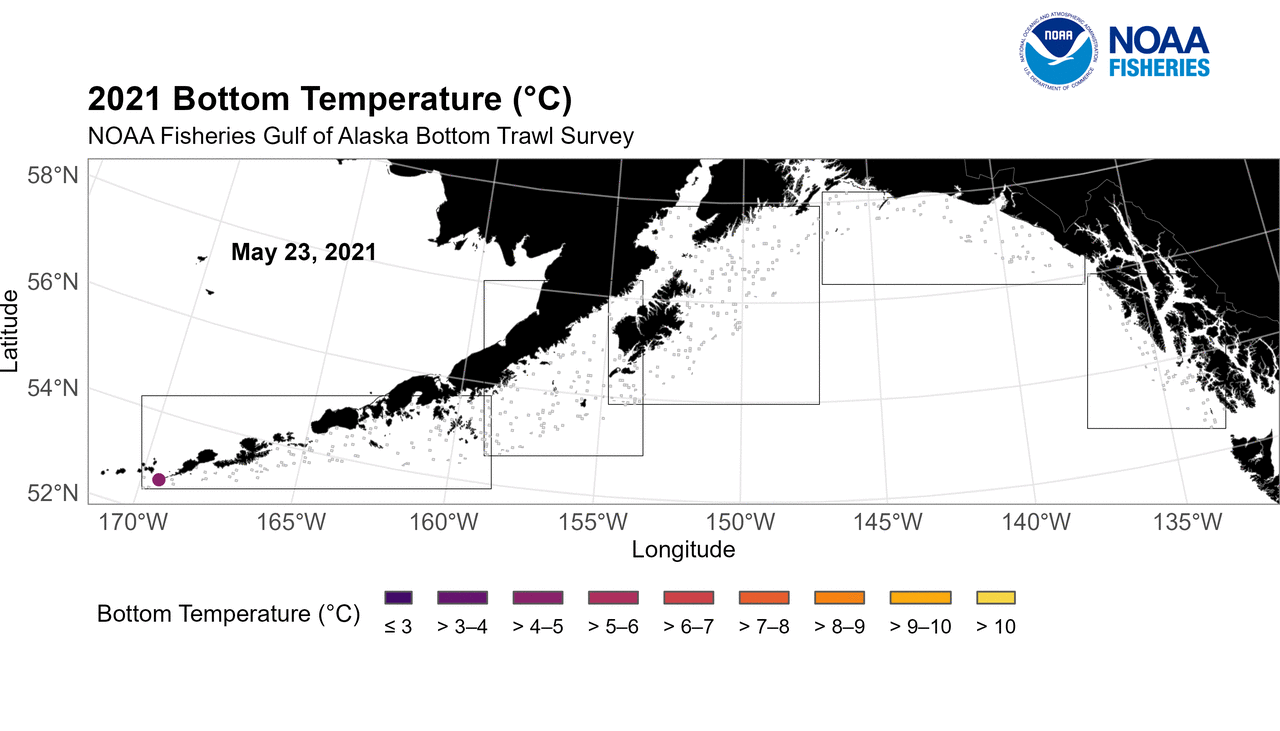 NATIONAL OCEANIC AND ATMOSPHERIC ADMINISTRATION
NOAA
U.S. DEPARTMENT OF COMMERCE
NOAA
FISHERIES
2021 Bottom Temperature (°C)
NOAA Fisheries Gulf of Alaska Bottom Trawl Survey
58°N
56°N
54°N
52°N
Latitude
May 23, 2021
170°W 165°W 160°W 155°W 150°W 145°W 140°W 135°W
Longitude
Bottom Temperature (°C)
≤ 3 > 3–4 > 4–5 > 5–6 > 6–7 > 7–8 > 8–9 > 9–10 > 10